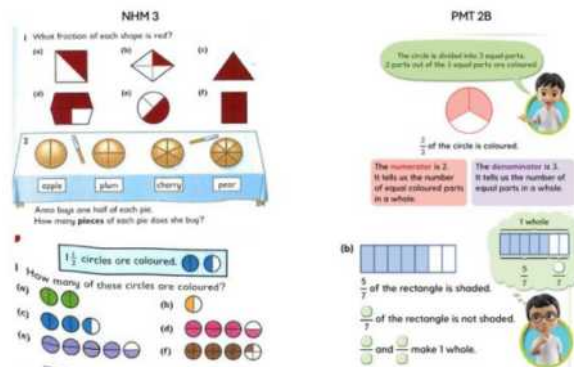 NHM 3
1 What fraction of each shape is red?
(a) (b) (c)
(d) (e) (f)
2
apple plum cherry pear
Anna buys one half of each pie.
How many pieces of each pie does she buy?
1 1/2 circles are coloured.
1 How many of these circles are coloured?
(a) (b)
(c) (d)
(e) (f)
PMT 2B
The circle is divided into 3 equal parts.
2 parts out of the 3 equal parts are coloured.
2/3 of the circle is coloured.
The numerator is 2.
It tells us the number
of equal coloured parts
in a whole.
The denominator is 3.
It tells us the number of
equal parts in a whole.
(b)
1 whole
5/7 /7
5/7 of the rectangle is shaded.
/7 of the rectangle is not shaded.
and make 1 whole.